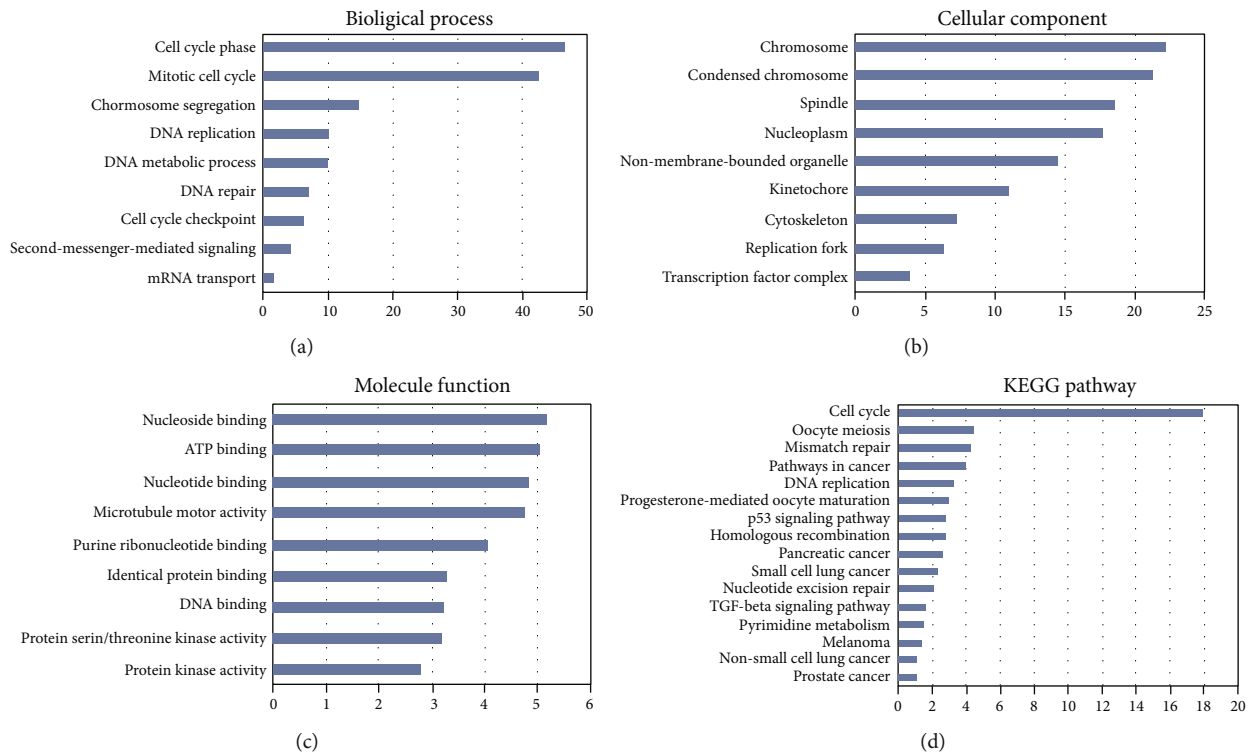 Bioligical process
Cell cycle phase
Mitotic cell cycle
Chormosome segregation
DNA replication
DNA metabolic process
DNA repair
Cell cycle checkpoint
Second-messenger-mediated signaling
mRNA transport
0 10 20 30 40 50
(a)
Cellular component
Chromosome
Condensed chromosome
Spindle
Nucleoplasm
Non-membrane-bounded organelle
Kinetochore
Cytoskeleton
Replication fork
Transcription factor complex
0 5 10 15 20 25
(b)
Molecule function
Nucleoside binding
ATP binding
Nucleotide binding
Microtubule motor activity
Purine ribonucleotide binding
Identical protein binding
DNA binding
Protein serin/threonine kinase activity
Protein kinase activity
0 1 2 3 4 5 6
(c)
KEGG pathway
Cell cycle
Oocyte meiosis
Mismatch repair
Pathways in cancer
DNA replication
Progesterone-mediated oocyte maturation
p53 signaling pathway
Homologous recombination
Pancreatic cancer
Small cell lung cancer
Nucleotide excision repair
TGF-beta signaling pathway
Pyrimidine metabolism
Melanoma
Non-small cell lung cancer
Prostate cancer
0 2 4 6 8 10 12 14 16 18 20
(d)